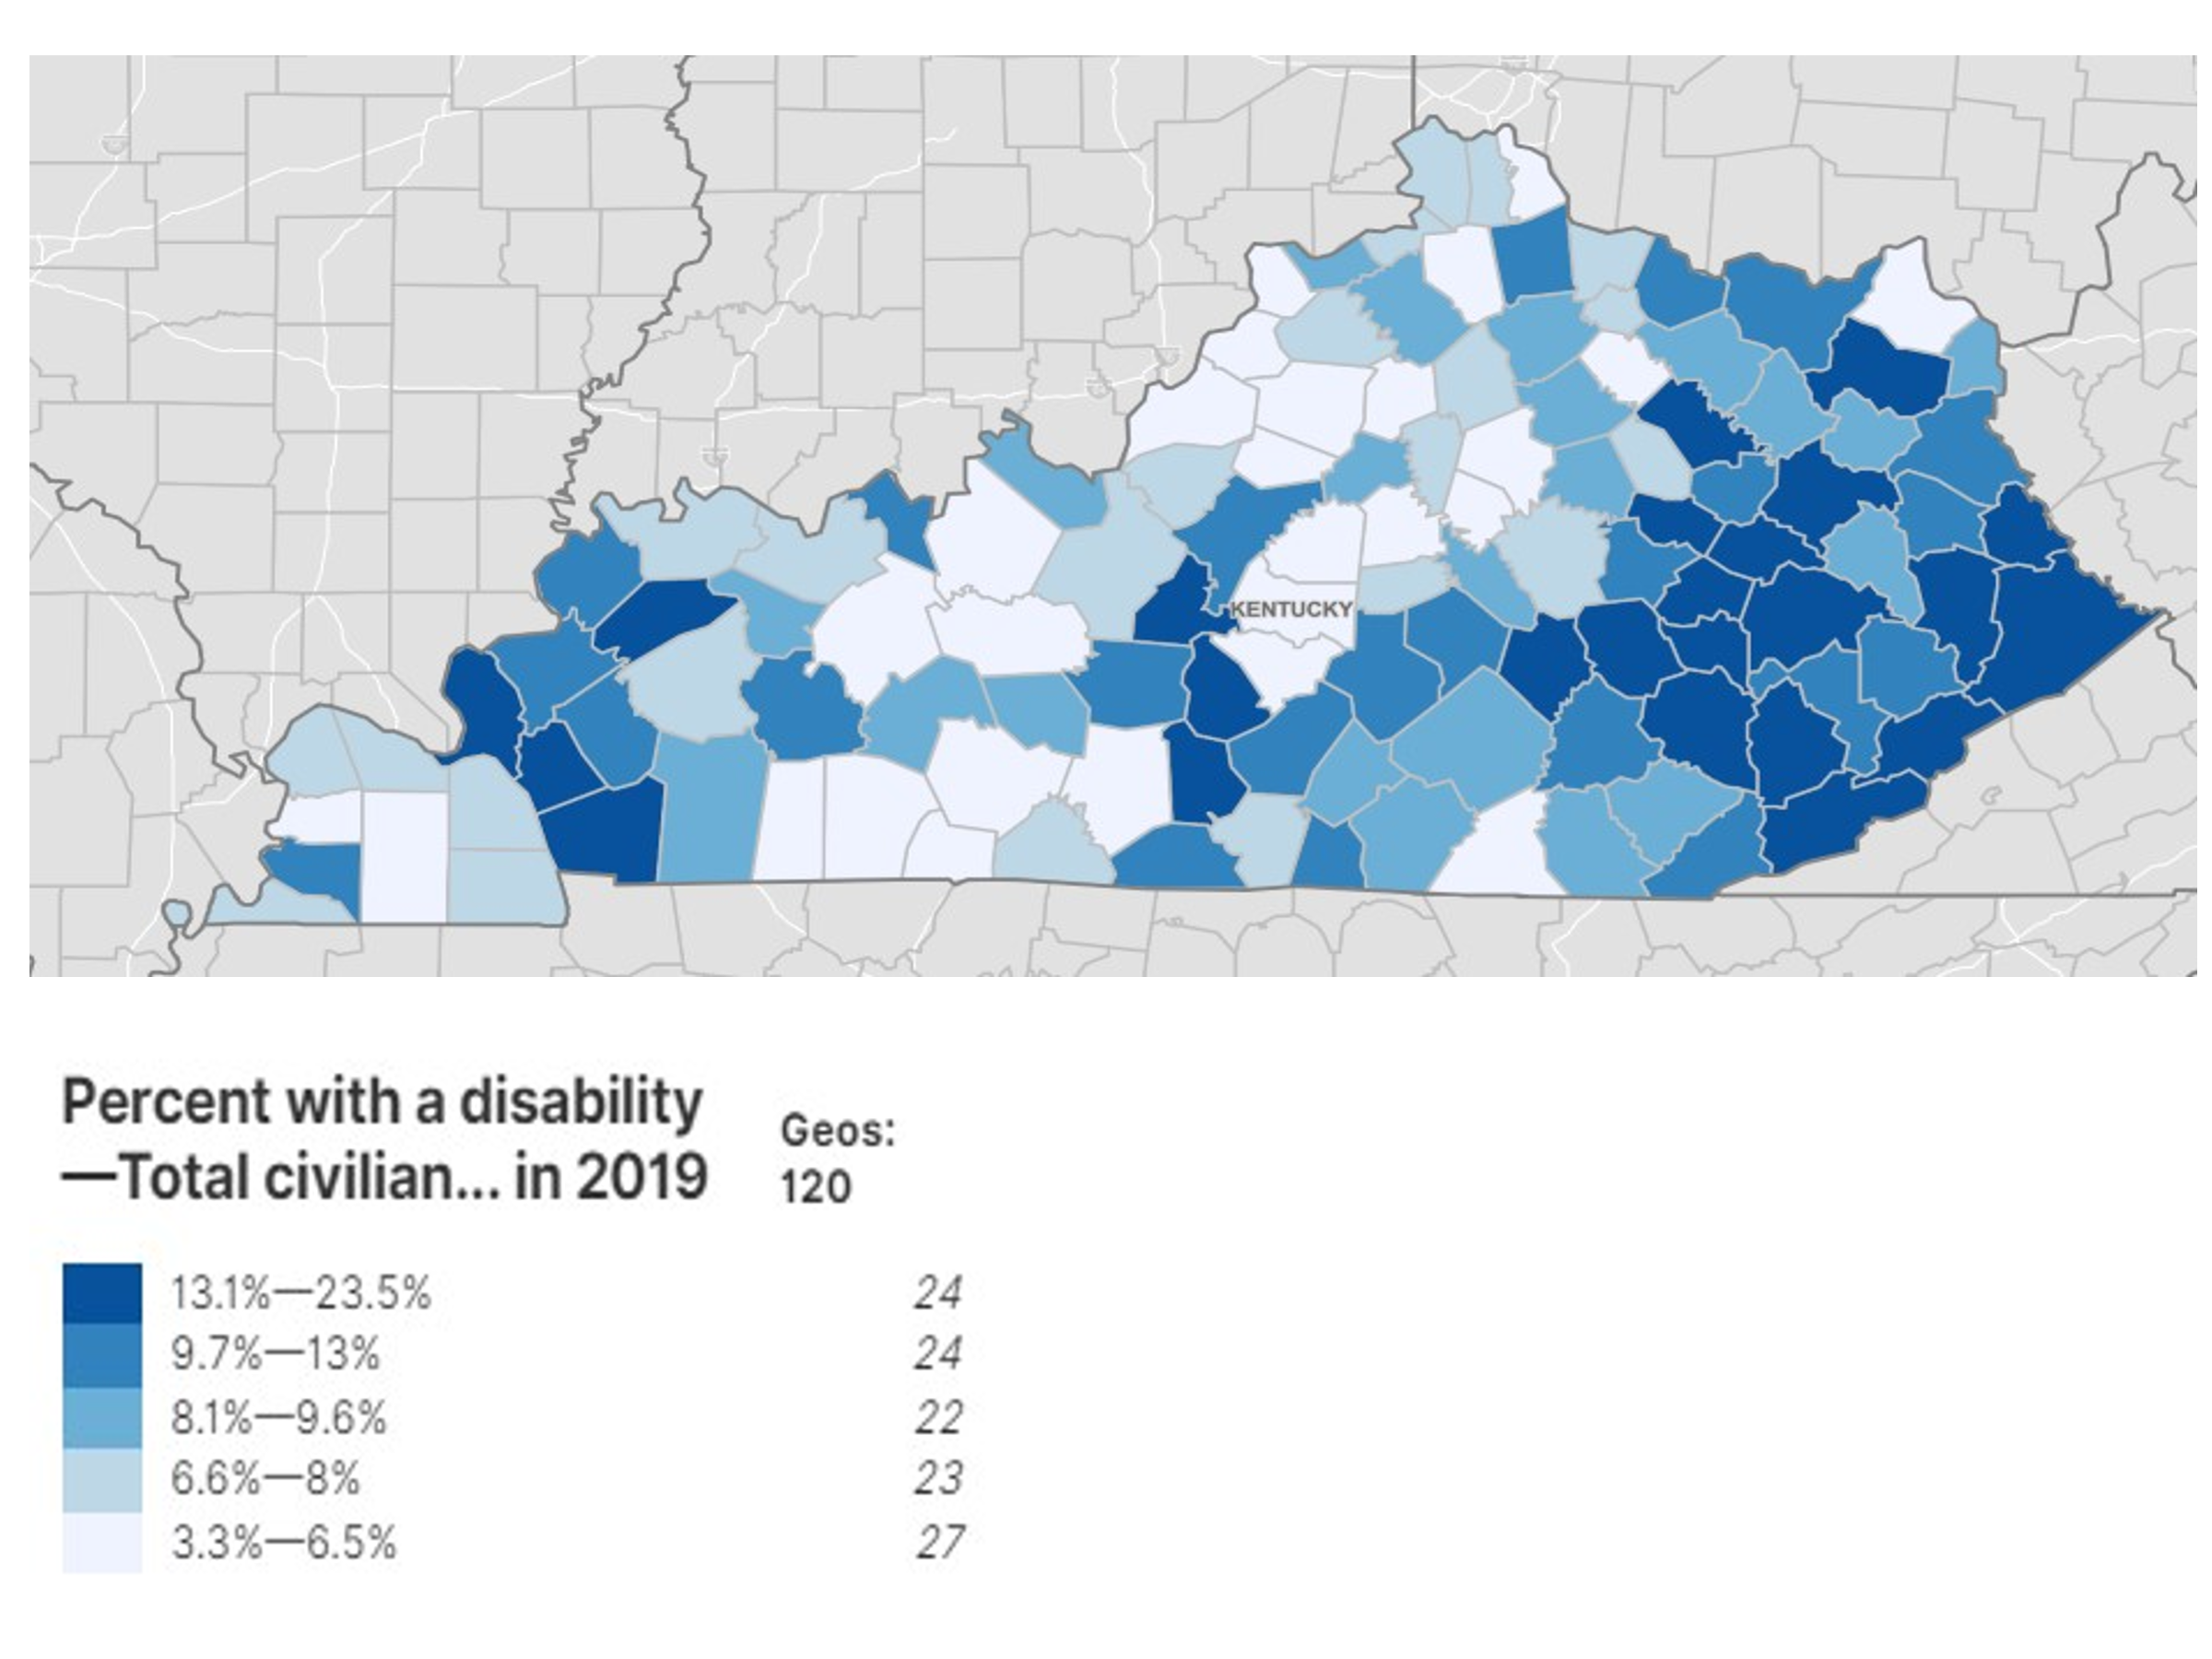 KENTUCKY
Percent with a disability
—Total civilian... in 2019
Geos:
120
13.1%—23.5% 24
9.7%—13% 24
8.1%—9.6% 22
6.6%—8% 23
3.3%—6.5% 27